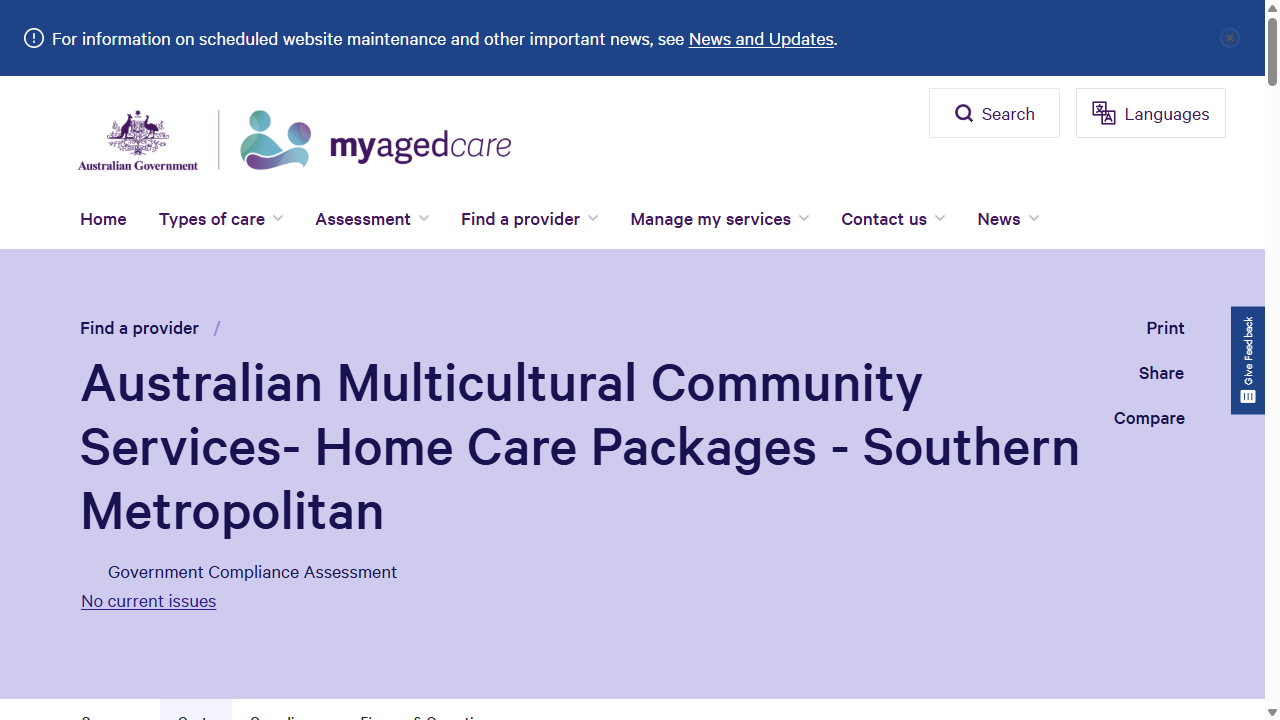 For information on scheduled website maintenance and other important news, see News and Updates.
Search
Languages
Australian Government
myagedcare
Home
Types of care
Assessment
Find a provider
Manage my services
Contact us
News
Find a provider /
Print
Share
Compare
Australian Multicultural Community
Services- Home Care Packages - Southern
Metropolitan
Government Compliance Assessment
No current issues
Give Feedback